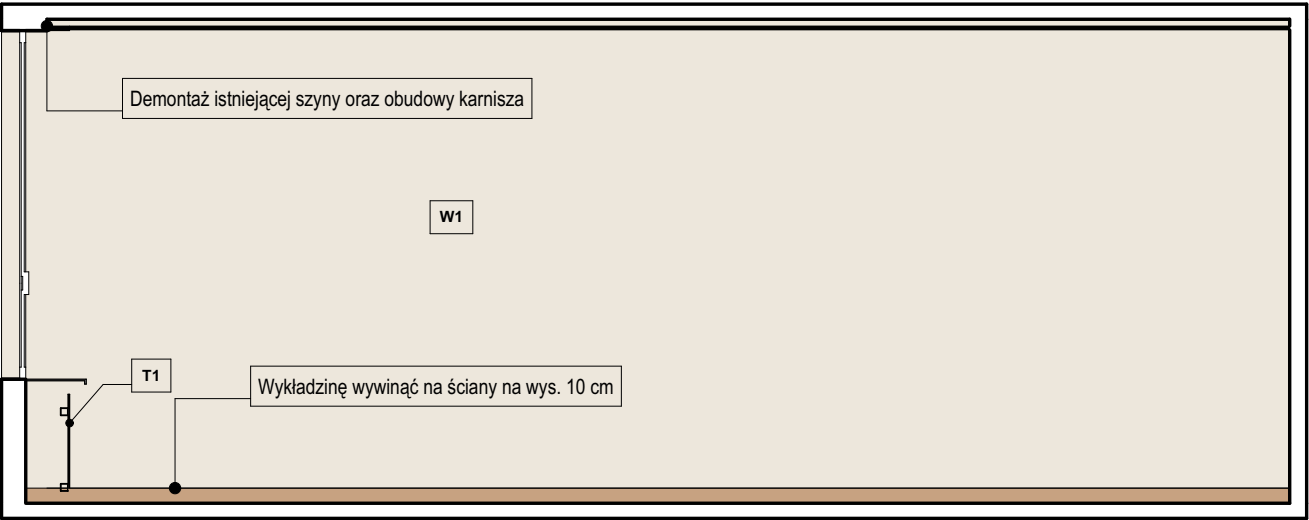 Demontaż istniejącej szyny oraz obudowy karnisza
W1
T1
Wykładzinę wywinąć na ściany na wys. 10 cm